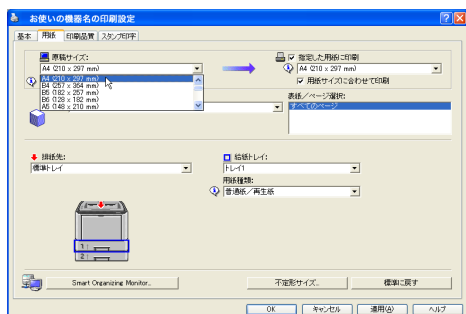 お使いの機器名の印刷設定
基本 用紙 印刷品質 スタンプ印字
原稿サイズ:
A4 (210 x 297 mm)
A4 (210 x 297 mm)
B4 (257 x 364 mm)
B5 (182 x 257 mm)
B6 (128 x 182 mm)
A5 (148 x 210 mm)
指定した用紙に印刷
A4 (210 x 297 mm)
用紙サイズに合わせて印刷
表紙/ページ選択:
すべてのページ
排紙先:
標準トレイ
給紙トレイ:
トレイ1
用紙種類:
普通紙/再生紙
1 :
2 :
Smart Organizing Monitor...
不定形サイズ...
標準に戻す
OK
キャンセル
適用(A)
ヘルプ